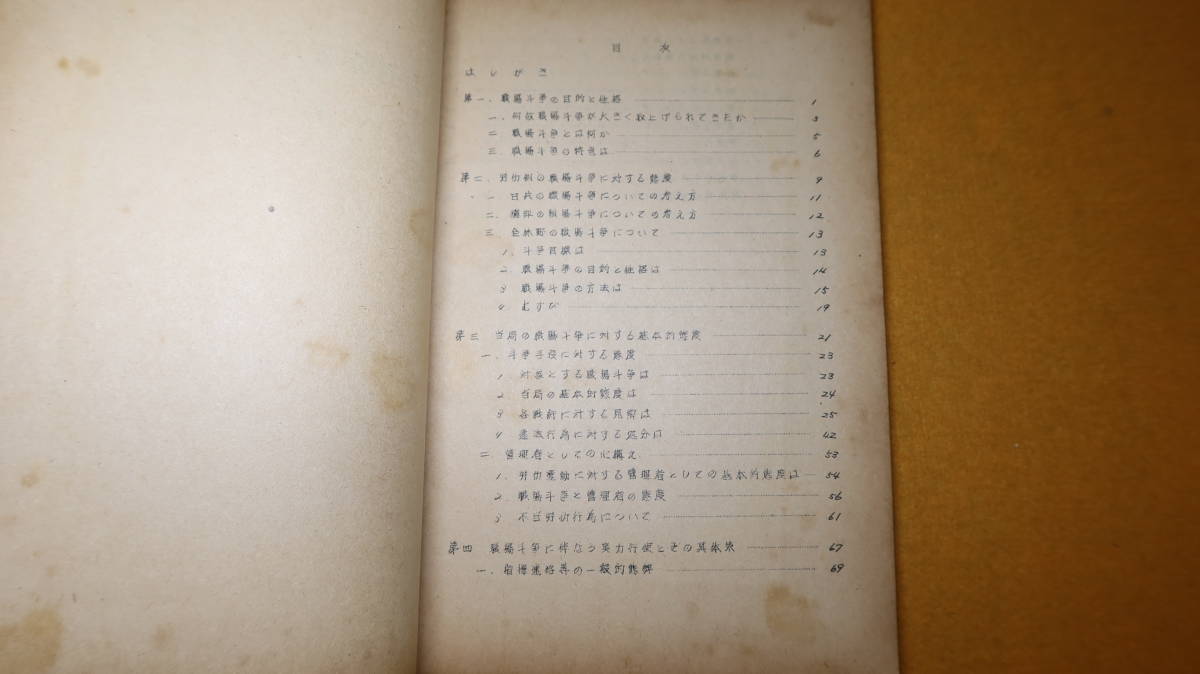 目 次
はしがき
第一、職場斗争の目的と性格 1
一、何故職場斗争が大きく取上げられてきたか 3
二 職場斗争とは何か 5
三、職場斗争の特色は 6
第二、労仂側の職場斗争に対する態度 9
一 日共の職場斗争についての考え方 11
二、総評の職場斗争についての考え方 12
三 全林野の職場斗争について 13
1、斗争目標は 13
2、職場斗争の目的と性格は 14
3 職場斗争の方法は 15
4 むすび 19
第三 当局の職場斗争に対する基本的態度 21
一、斗争手段に対する態度 23
1 対象とする職場斗争は 23
2 当局の基本的態度は 24
3 各戦術に対する見解は 25
4 違法行為に対する処分は 42
二 管理者としての心構え 53
1、労仂運動に対する管理者としての基本的態度は 54
2、職場斗争と管理者の態度 56
3 不当労仂行為について 61
第四 職場斗争に伴なう実力行使とその具体策 67
一、指揮連絡等の一般的態勢 69